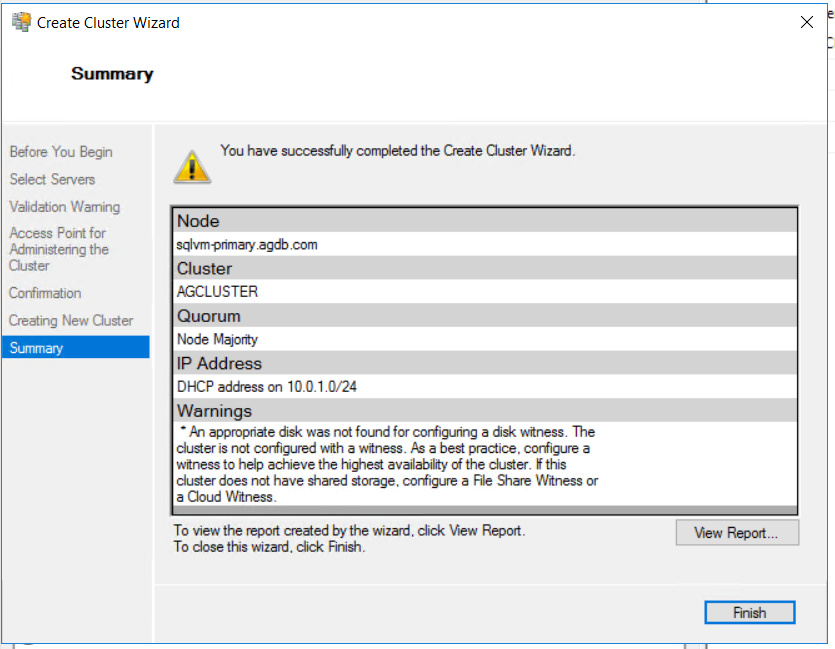 Create Cluster Wizard
Summary
Before You Begin
Select Servers
Validation Warning
Access Point for
Administering the
Cluster
Confirmation
Creating New Cluster
Summary
You have successfully completed the Create Cluster Wizard.
Node
sqlvm-primary.agdb.com
Cluster
AGCLUSTER
Quorum
Node Majority
IP Address
DHCP address on 10.0.1.0/24
Warnings
* An appropriate disk was not found for configuring a disk witness. The
cluster is not configured with a witness. As a best practice, configure a
witness to help achieve the highest availability of the cluster. If this
cluster does not have shared storage, configure a File Share Witness or
a Cloud Witness.
To view the report created by the wizard, click View Report.
To close this wizard, click Finish.
View Report...
Finish